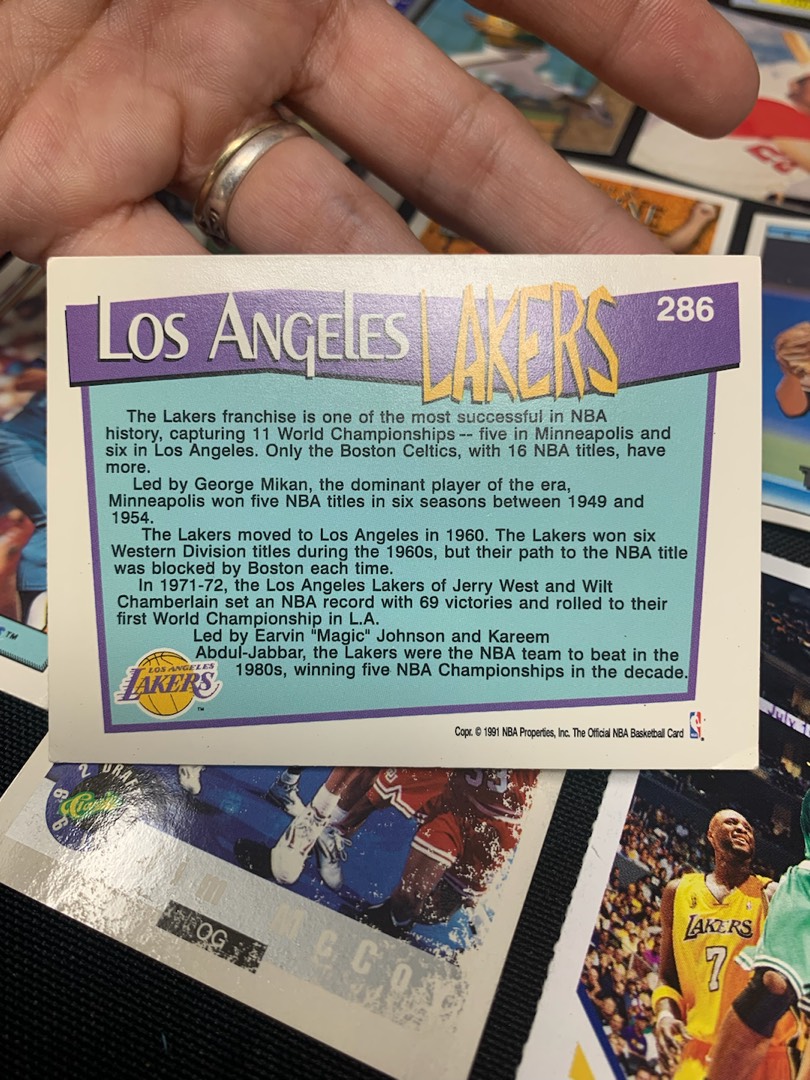 LOS ANGELES LAKERS 286
The Lakers franchise is one of the most successful in NBA
history, capturing 11 World Championships -- five in Minneapolis and
six in Los Angeles. Only the Boston Celtics, with 16 NBA titles, have
more.
Led by George Mikan, the dominant player of the era,
Minneapolis won five NBA titles in six seasons between 1949 and
1954.
The Lakers moved to Los Angeles in 1960. The Lakers won six
Western Division titles during the 1960s, but their path to the NBA title
was blocked by Boston each time.
In 1971-72, the Los Angeles Lakers of Jerry West and Wilt
Chamberlain set an NBA record with 69 victories and rolled to their
first World Championship in L.A.
Led by Earvin "Magic" Johnson and Kareem
Abdul-Jabbar, the Lakers were the NBA team to beat in the
1980s, winning five NBA Championships in the decade.
LOS ANGELES
LAKERS
TM
Copr. © 1991 NBA Properties, Inc. The Official NBA Basketball Card
Classic
OG
McCoy
LAKERS
7